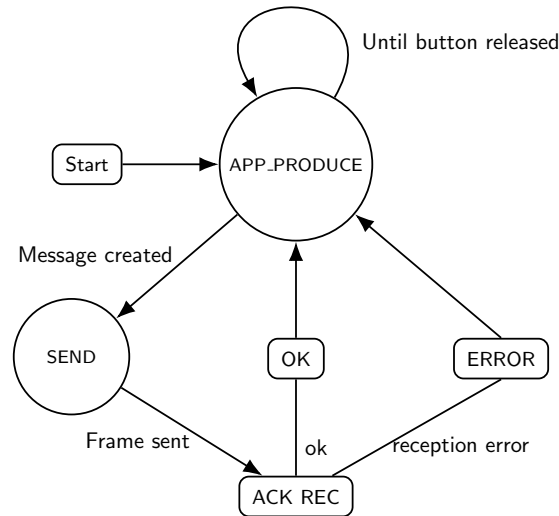 Until button released
Start
APP_PRODUCE
Message created
SEND
OK
ERROR
Frame sent
ok
reception error
ACK REC